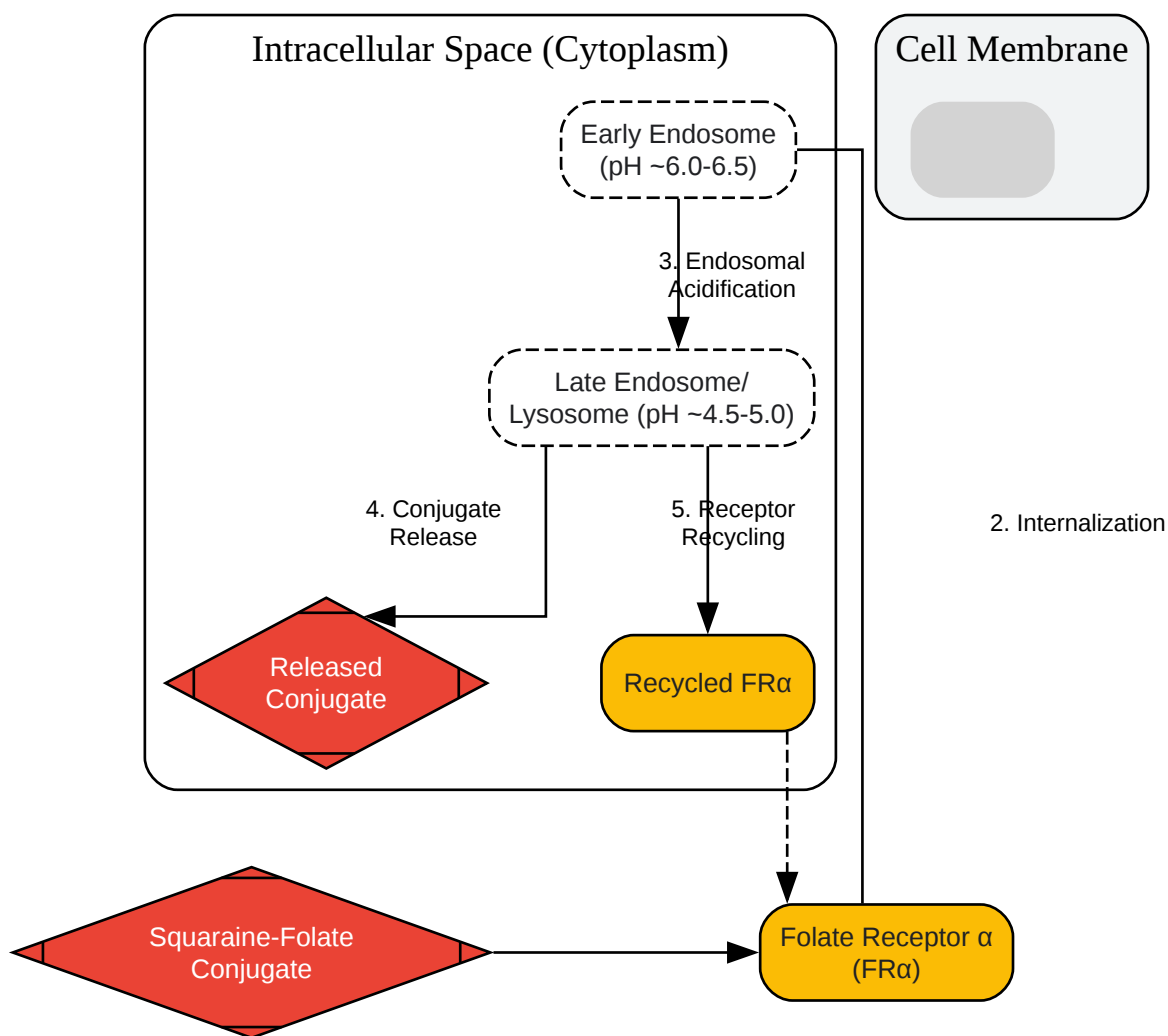 Intracellular Space (Cytoplasm)
Cell Membrane
Early Endosome
(pH ~6.0-6.5)
3. Endosomal
Acidification
Late Endosome/
Lysosome (pH ~4.5-5.0)
4. Conjugate
Release
5. Receptor
Recycling
2. Internalization
Released
Conjugate
Recycled FRα
Squaraine-Folate
Conjugate
Folate Receptor α
(FRα)